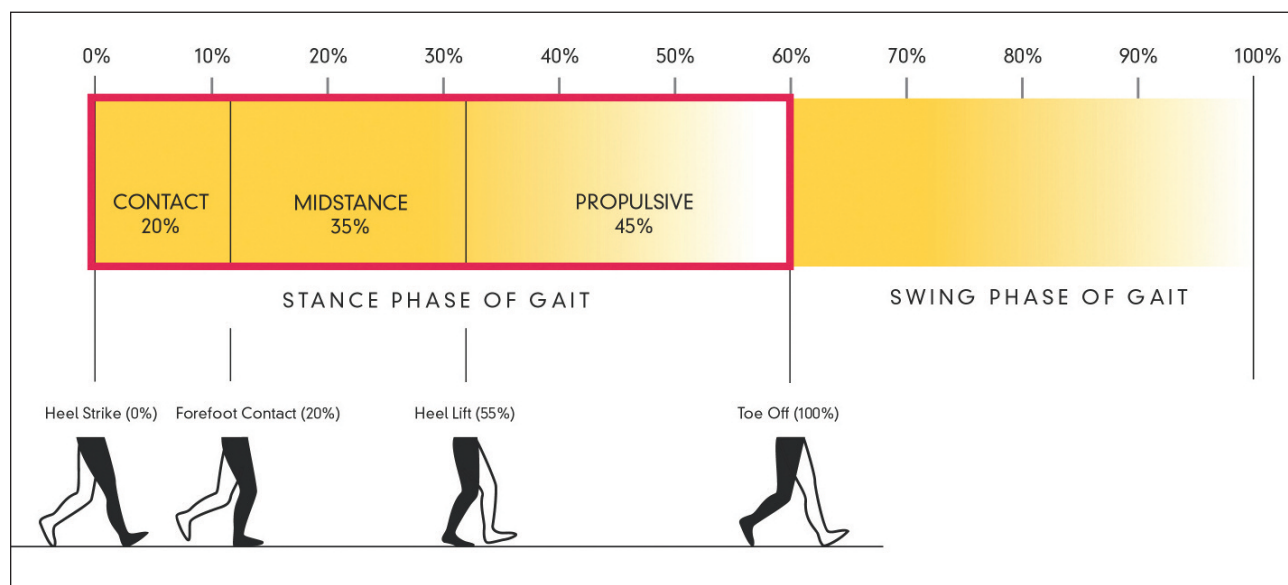 0% 10% 20% 30% 40% 50% 60% 70% 80% 90% 100%
CONTACT
20%
MIDSTANCE
35%
PROPULSIVE
45%
STANCE PHASE OF GAIT
SWING PHASE OF GAIT
Heel Strike (0%)
Forefoot Contact (20%)
Heel Lift (55%)
Toe Off (100%)